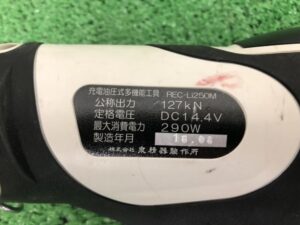 充電油圧式多機能工具 REC-Li250M
公称出力 127kN
定格電圧 DC14.4V
最大消費電力 290W
製造年月 16.04
株式会社 泉精器製作所